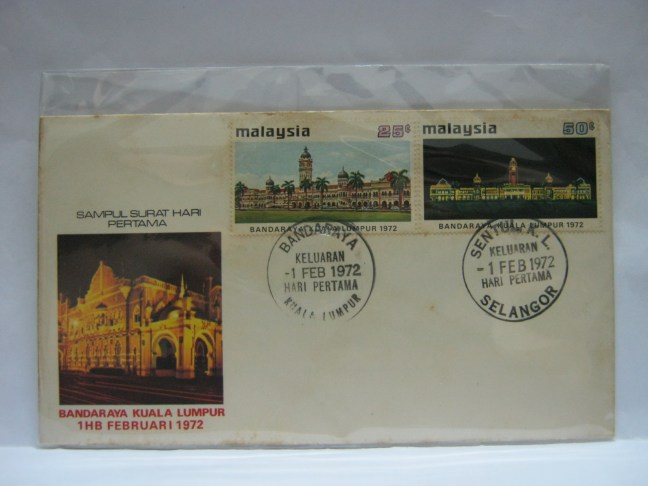 malaysia 25¢
BANDARAYA KUALA LUMPUR 1972
malaysia 50¢
BANDARAYA KUALA LUMPUR 1972
SAMPUL SURAT HARI
PERTAMA
BANDARAYA KUALA LUMPUR
1HB FEBRUARI 1972
BANDARAYA
KELUARAN
-1 FEB 1972
HARI PERTAMA
KUALA LUMPUR
SENTUL K.L.
KELUARAN
-1 FEB 1972
HARI PERTAMA
SELANGOR